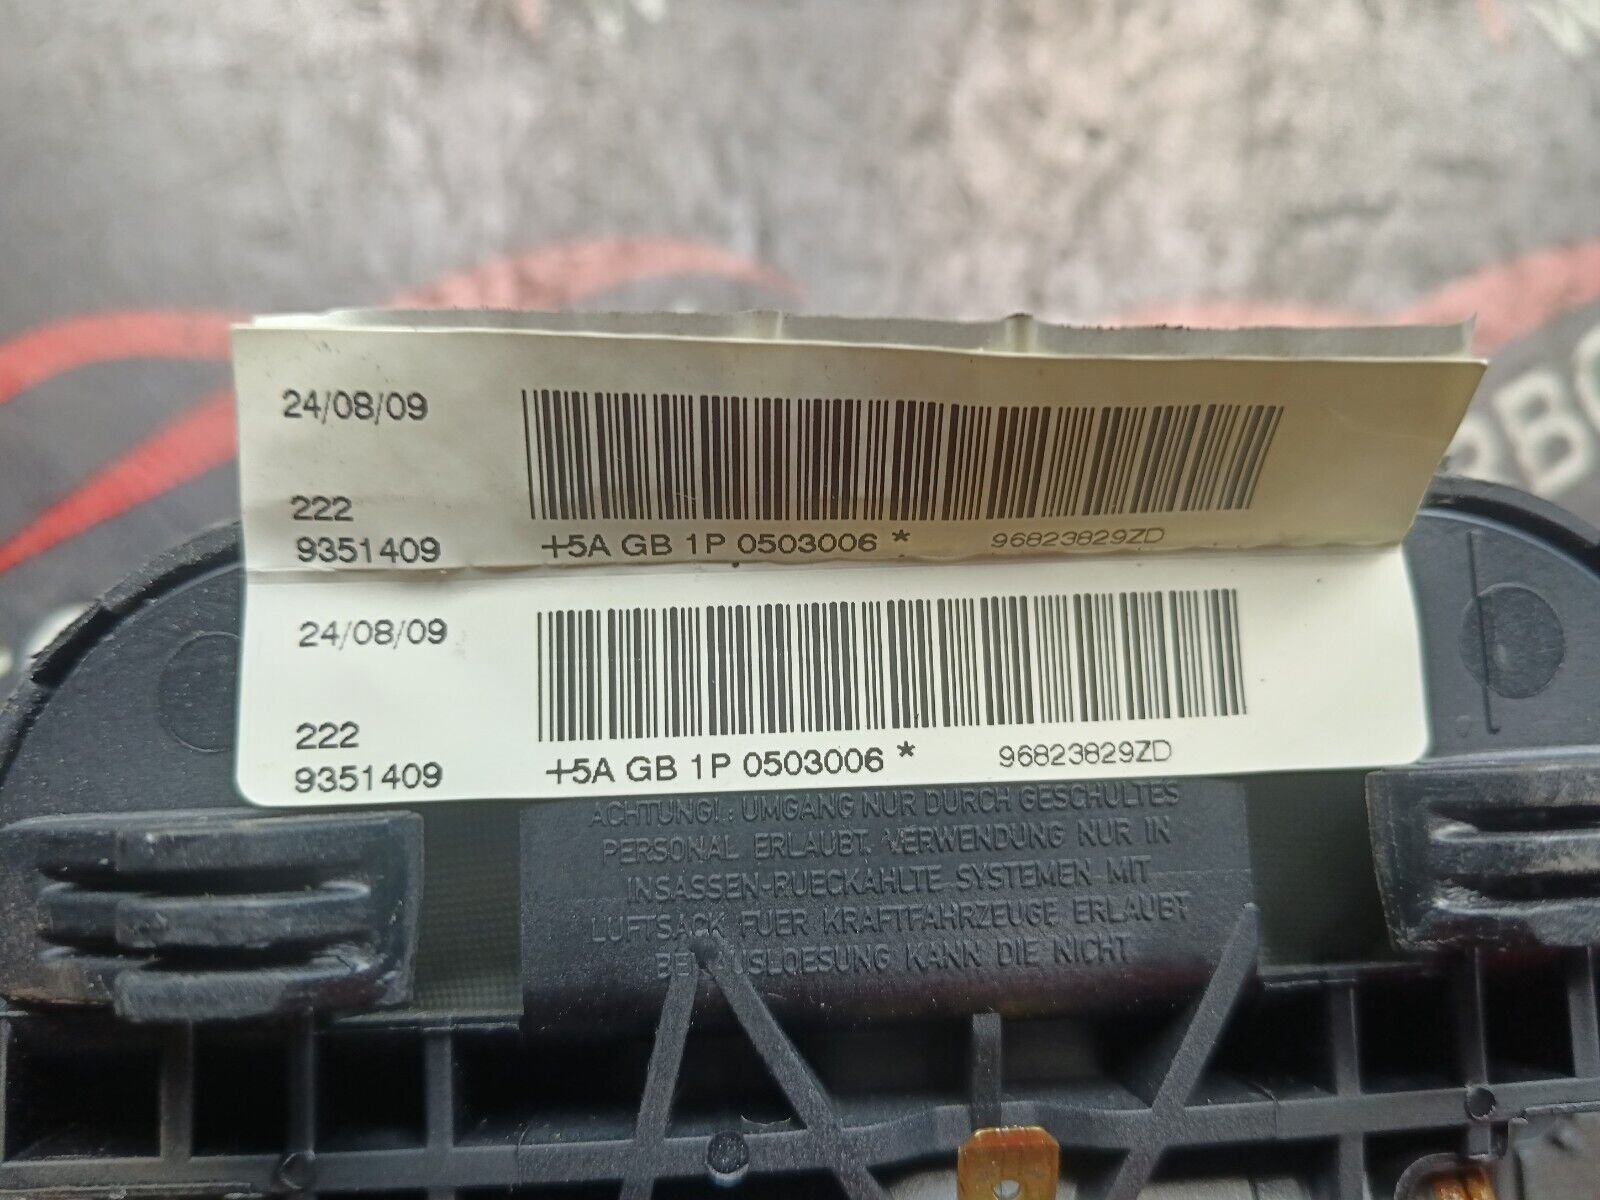 24/08/09
222
9351409
+5A GB 1P 0503006 *
96823829ZD
24/08/09
222
9351409
+5A GB 1P 0503006 *
96823829ZD
ACHTUNG!: UMGANG NUR DURCH GESCHULTES
PERSONAL ERLAUBT. VERWENDUNG NUR IN
INSASSEN-RUECKAHLTE SYSTEMEN MIT
LUFTSACK FUER KRAFTFAHRZEUGE ERLAUBT
AUSLOESUNG KANN DIE NICHT